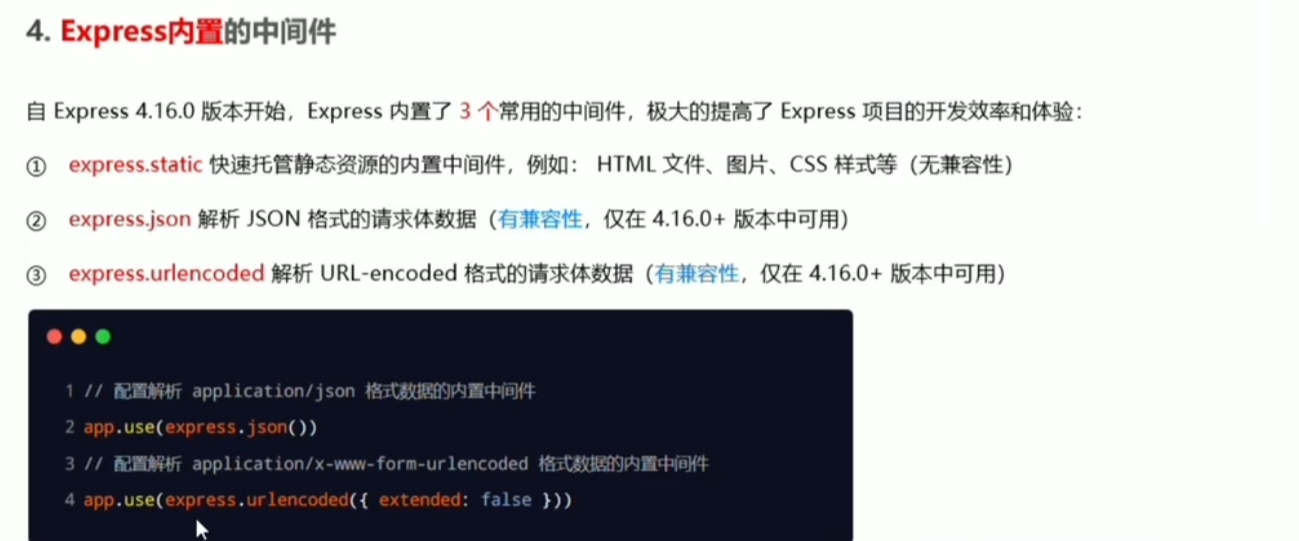 4. Express内置的中间件
自 Express 4.16.0 版本开始，Express 内置了 3 个常用的中间件，极大的提高了 Express 项目的开发效率和体验：
① express.static 快速托管静态资源的内置中间件，例如： HTML 文件、图片、CSS 样式等（无兼容性）
② express.json 解析 JSON 格式的请求体数据（有兼容性，仅在 4.16.0+ 版本中可用）
③ express.urlencoded 解析 URL-encoded 格式的请求体数据（有兼容性，仅在 4.16.0+ 版本中可用）
1 // 配置解析 application/json 格式数据的内置中间件
2 app.use(express.json())
3 // 配置解析 application/x-www-form-urlencoded 格式数据的内置中间件
4 app.use(express.urlencoded({ extended: false }))